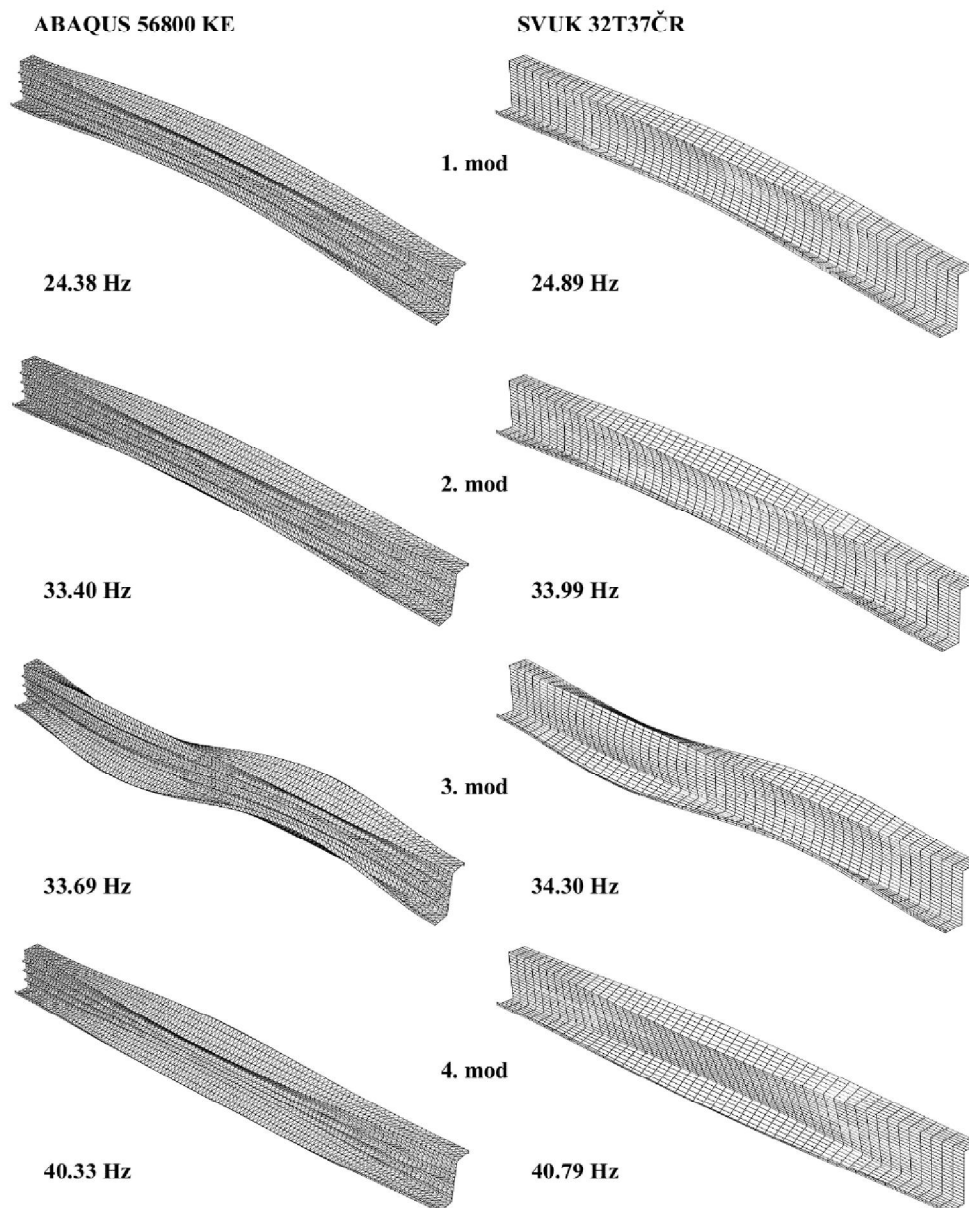 ABAQUS 56800 KE
SVUK 32T37ČR
1. mod
24.38 Hz
24.89 Hz
2. mod
33.40 Hz
33.99 Hz
3. mod
33.69 Hz
34.30 Hz
4. mod
40.33 Hz
40.79 Hz